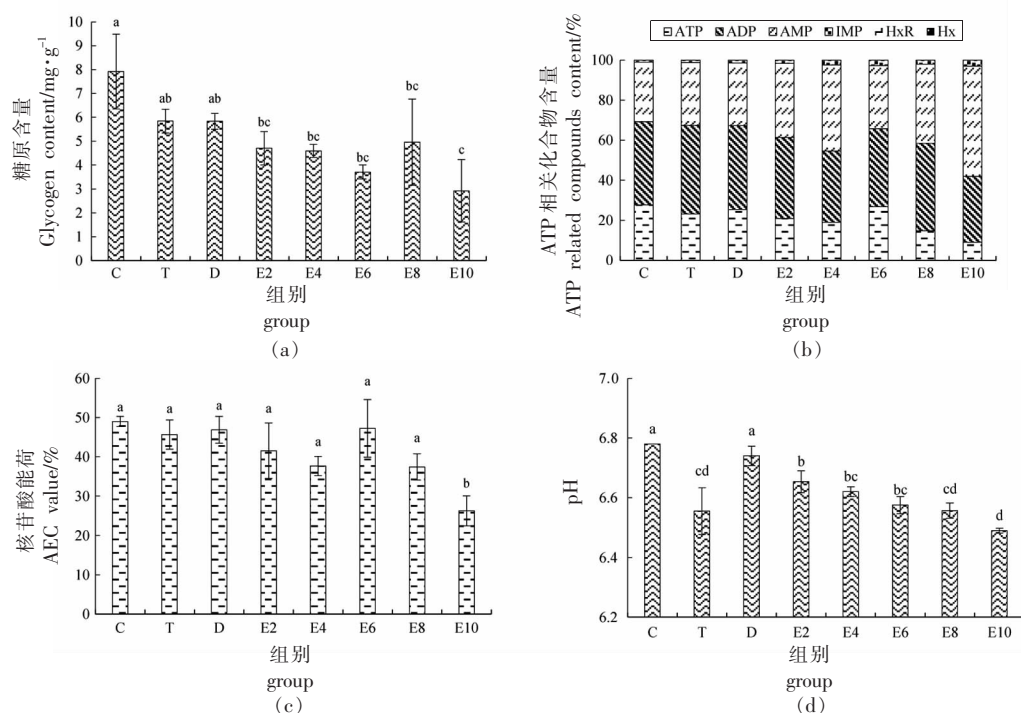 糖原含量
Glycogen content/mg·g⁻¹
10
9
8
7
6
5
4
3
2
1
0
a
ab
ab
bc
bc
bc
bc
c
C T D E2 E4 E6 E8 E10
组别
group
(a)
ATP ADP AMP IMP HxR Hx
ATP 相关化合物含量
ATP related compounds content/%
100
80
60
40
20
0
C T D E2 E4 E6 E8 E10
组别
group
(b)
核苷酸能荷
AEC value/%
60
50
40
30
20
10
0
a
a
a
a
a
a
a
b
C T D E2 E4 E6 E8 E10
组别
group
(c)
pH
7.0
6.8
6.6
6.4
6.2
a
cd
a
b
bc
bc
cd
d
C T D E2 E4 E6 E8 E10
组别
group
(d)